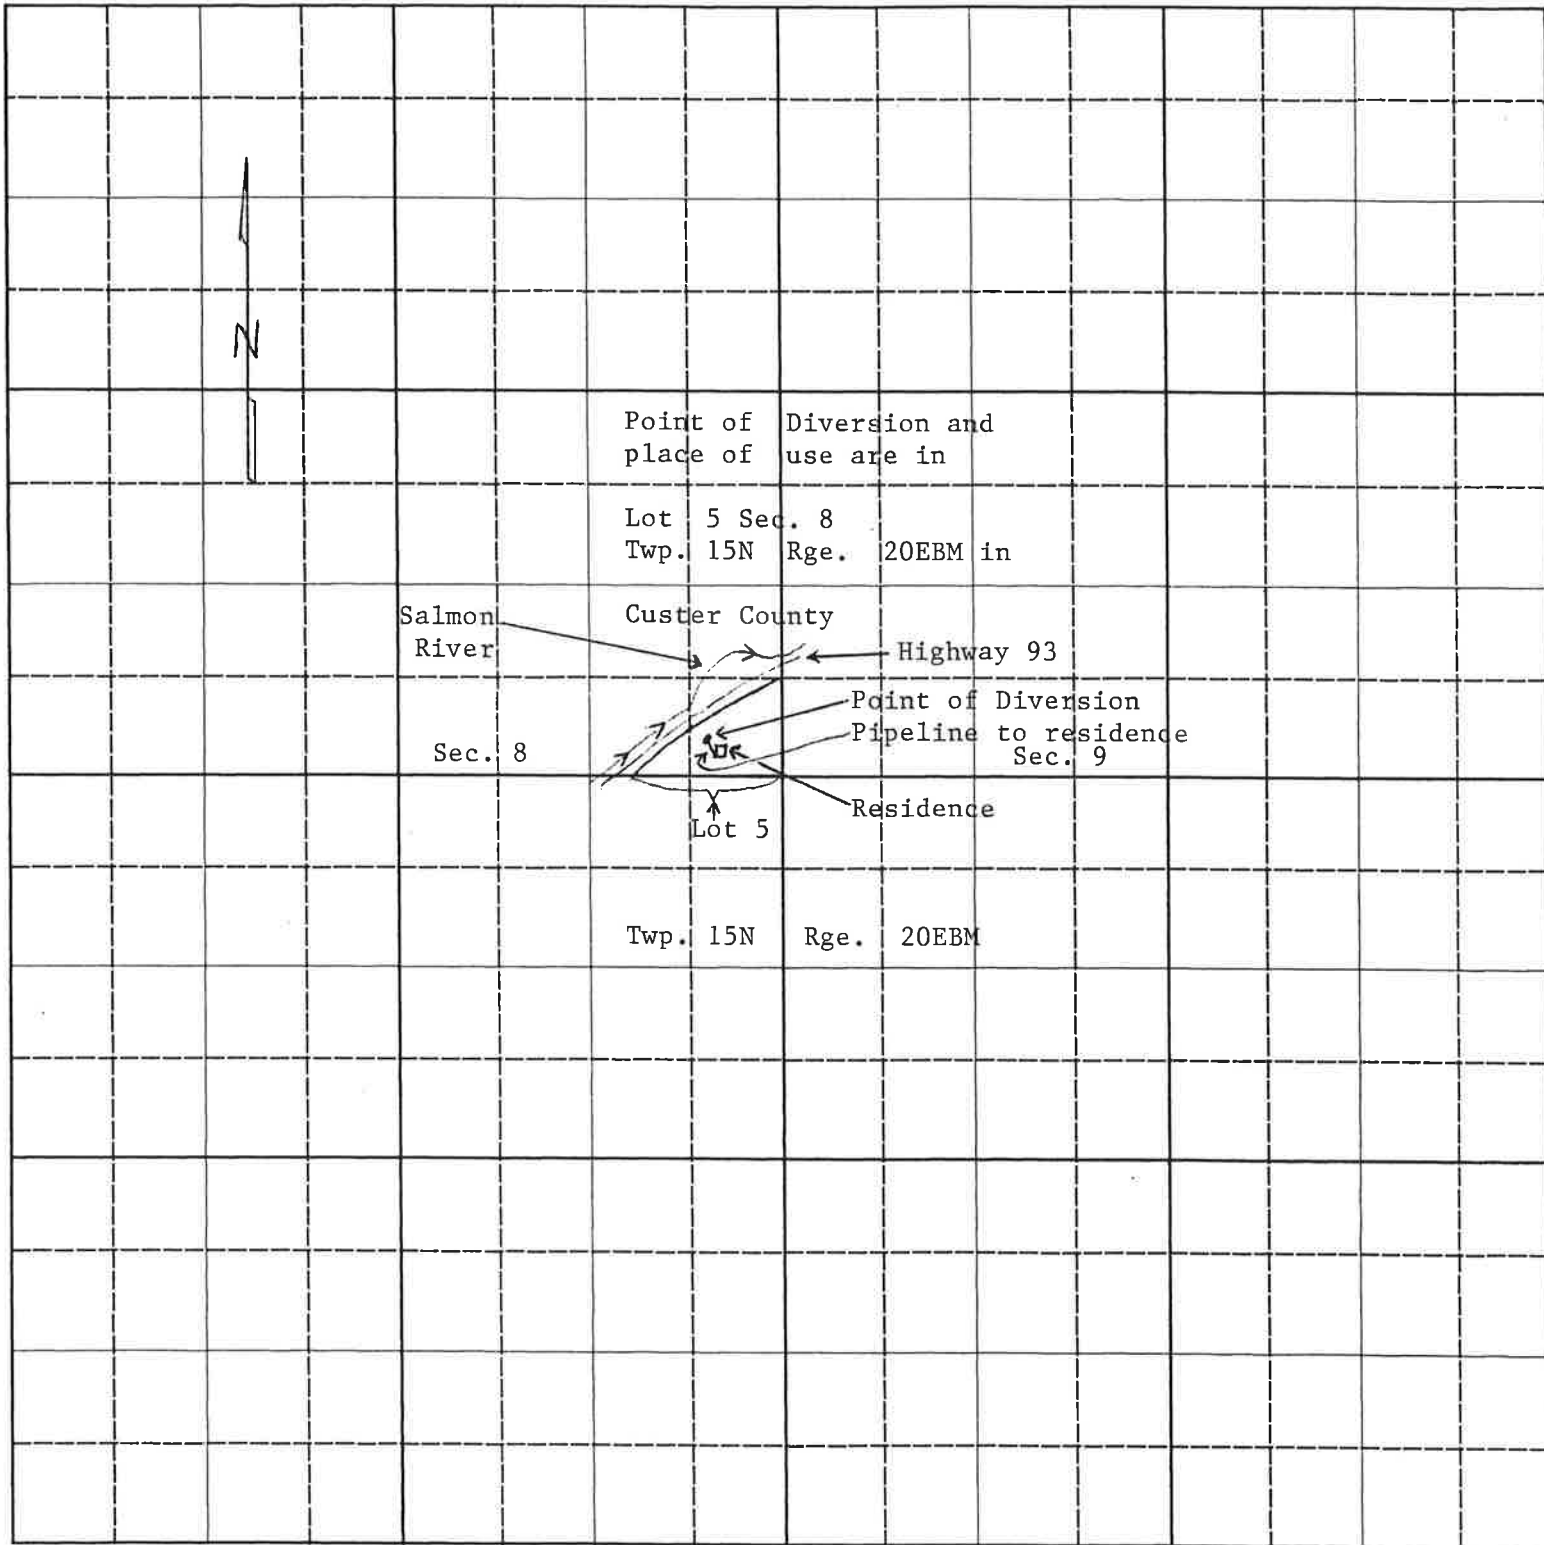 N
Point of Diversion and
place of use are in
Lot 5 Sec. 8
Twp. 15N Rge. 20EBM in
Custer County
Salmon
River
Highway 93
Point of Diversion
Pipeline to residence
Sec. 8
Sec. 9
Residence
Lot 5
Twp. 15N Rge. 20EBM